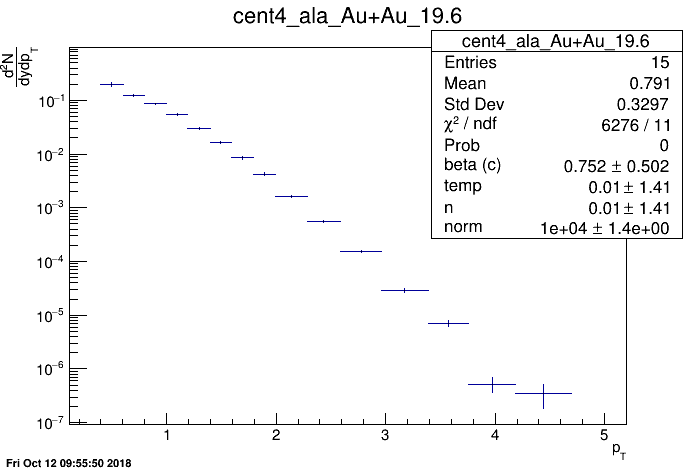 cent4_ala_Au+Au_19.6
d²N
dydp_T
cent4_ala_Au+Au_19.6
Entries 15
Mean 0.791
Std Dev 0.3297
χ² / ndf 6276 / 11
Prob 0
beta (c) 0.752 ± 0.502
temp 0.01 ± 1.41
n 0.01 ± 1.41
norm 1e+04 ± 1.4e+00
10⁻¹
10⁻²
10⁻³
10⁻⁴
10⁻⁵
10⁻⁶
10⁻⁷
1 2 3 4 5
p_T
Fri Oct 12 09:55:50 2018